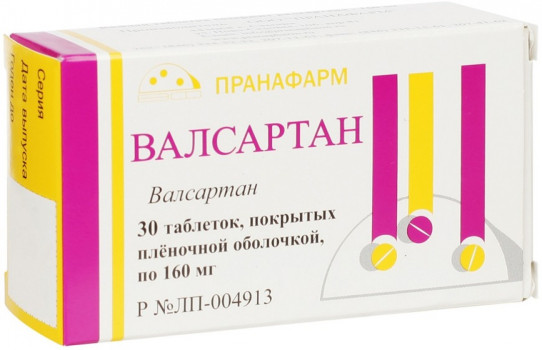 ПРАНАФАРМ
ВАЛСАРТАН
Валсартан
30 таблеток, покрытых
плёночной оболочкой,
по 160 мг
Р №ЛП-004913
Серия
Дата выпуска
Годен до